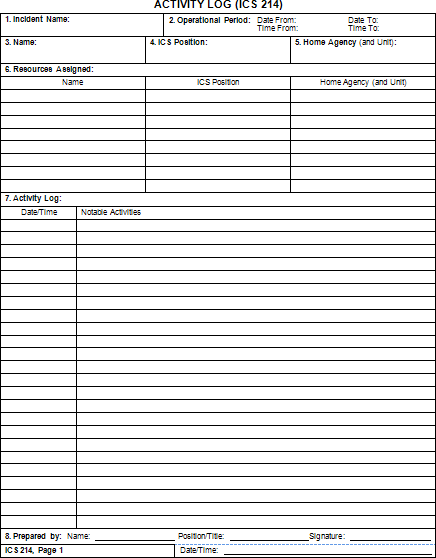 ACTIVITY LOG (ICS 214)
1. Incident Name:
2. Operational Period: Date From: Date To:
Time From: Time To:
3. Name:
4. ICS Position:
5. Home Agency (and Unit):
6. Resources Assigned:
Name ICS Position Home Agency (and Unit)
7. Activity Log:
Date/Time Notable Activities
8. Prepared by: Name: Position/Title: Signature:
ICS 214, Page 1 Date/Time: